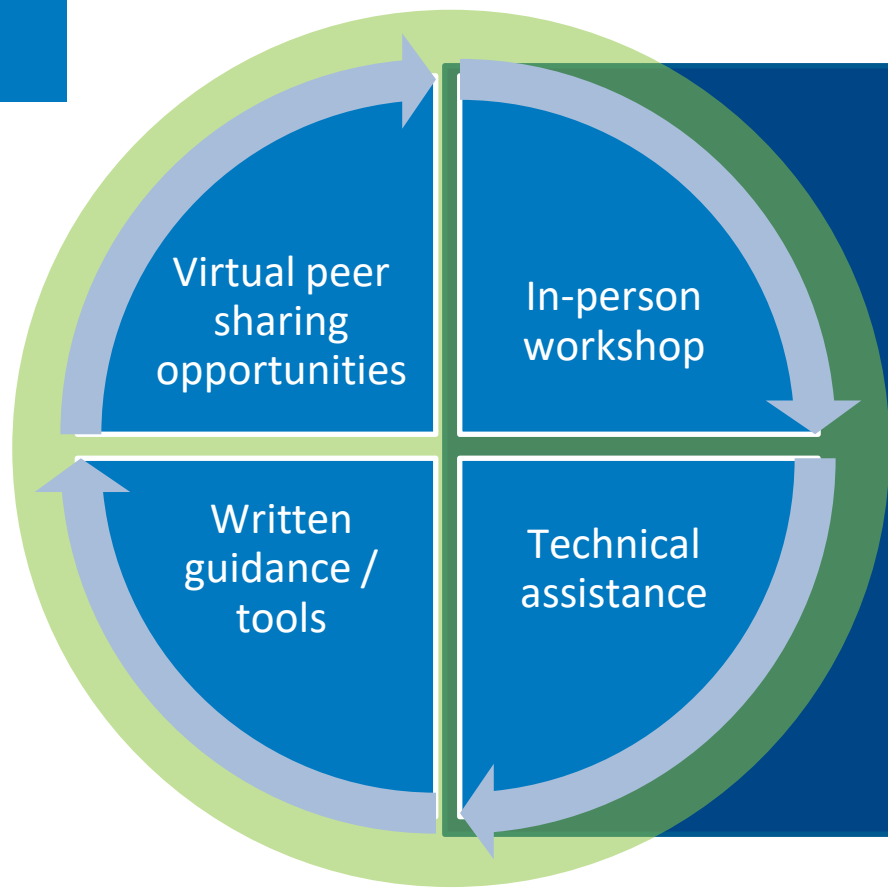 Virtual peer
sharing
opportunities
In-person
workshop
Written
guidance /
tools
Technical
assistance